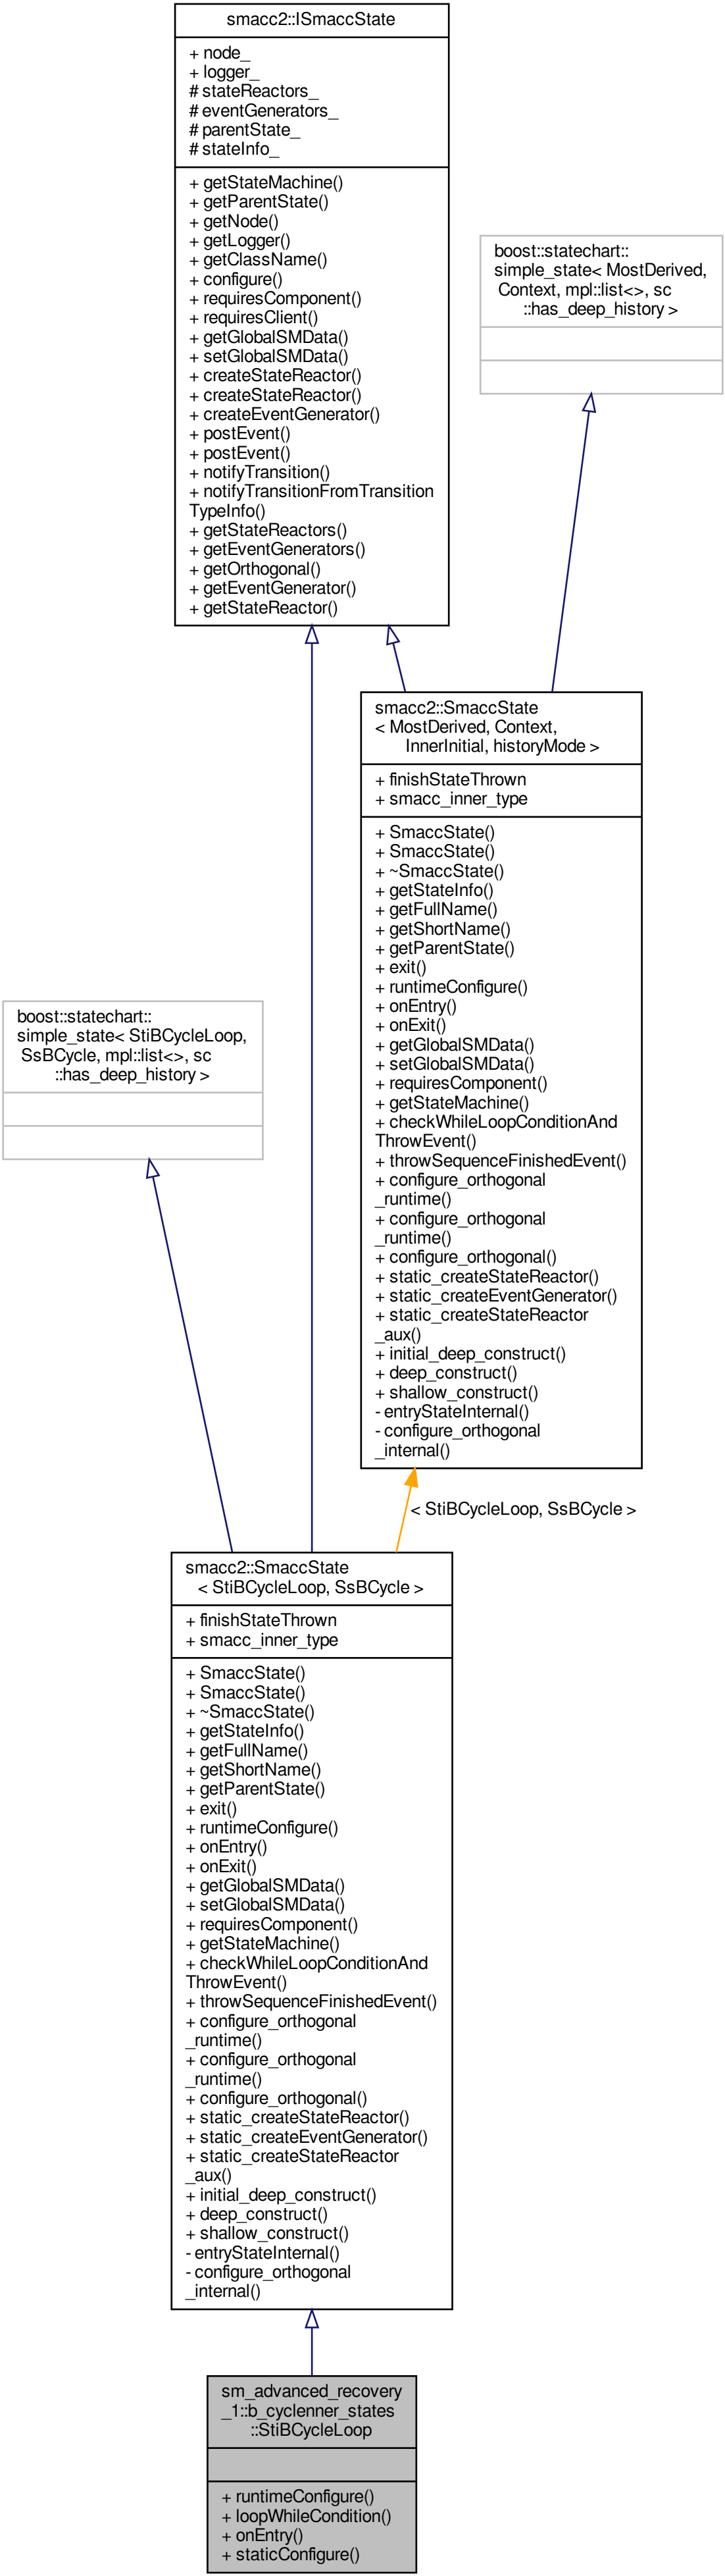 smacc2::ISmaccState
+ node_
+ logger_
# stateReactors_
# eventGenerators_
# parentState_
# stateInfo_
+ getStateMachine()
+ getParentState()
+ getNode()
+ getLogger()
+ getClassName()
+ configure()
+ requiresComponent()
+ requiresClient()
+ getGlobalSMData()
+ setGlobalSMData()
+ createStateReactor()
+ createStateReactor()
+ createEventGenerator()
+ postEvent()
+ postEvent()
+ notifyTransition()
+ notifyTransitionFromTransition
TypeInfo()
+ getStateReactors()
+ getEventGenerators()
+ getOrthogonal()
+ getEventGenerator()
+ getStateReactor()
boost::statechart::
simple_state< MostDerived,
Context, mpl::list<>, sc
::has_deep_history >
smacc2::SmaccState
< MostDerived, Context,
InnerInitial, historyMode >
+ finishStateThrown
+ smacc_inner_type
+ SmaccState()
+ SmaccState()
+ ~SmaccState()
+ getStateInfo()
+ getFullName()
+ getShortName()
+ getParentState()
+ exit()
+ runtimeConfigure()
+ onEntry()
+ onExit()
+ getGlobalSMData()
+ setGlobalSMData()
+ requiresComponent()
+ getStateMachine()
+ checkWhileLoopConditionAnd
ThrowEvent()
+ throwSequenceFinishedEvent()
+ configure_orthogonal
_runtime()
+ configure_orthogonal
_runtime()
+ configure_orthogonal()
+ static_createStateReactor()
+ static_createEventGenerator()
+ static_createStateReactor
_aux()
+ initial_deep_construct()
+ deep_construct()
+ shallow_construct()
- entryStateInternal()
- configure_orthogonal
_internal()
boost::statechart::
simple_state< StiBCycleLoop,
SsBCycle, mpl::list<>, sc
::has_deep_history >
< StiBCycleLoop, SsBCycle >
smacc2::SmaccState
< StiBCycleLoop, SsBCycle >
+ finishStateThrown
+ smacc_inner_type
+ SmaccState()
+ SmaccState()
+ ~SmaccState()
+ getStateInfo()
+ getFullName()
+ getShortName()
+ getParentState()
+ exit()
+ runtimeConfigure()
+ onEntry()
+ onExit()
+ getGlobalSMData()
+ setGlobalSMData()
+ requiresComponent()
+ getStateMachine()
+ checkWhileLoopConditionAnd
ThrowEvent()
+ throwSequenceFinishedEvent()
+ configure_orthogonal
_runtime()
+ configure_orthogonal
_runtime()
+ configure_orthogonal()
+ static_createStateReactor()
+ static_createEventGenerator()
+ static_createStateReactor
_aux()
+ initial_deep_construct()
+ deep_construct()
+ shallow_construct()
- entryStateInternal()
- configure_orthogonal
_internal()
sm_advanced_recovery
_1::b_cyclenner_states
::StiBCycleLoop
+ runtimeConfigure()
+ loopWhileCondition()
+ onEntry()
+ staticConfigure()